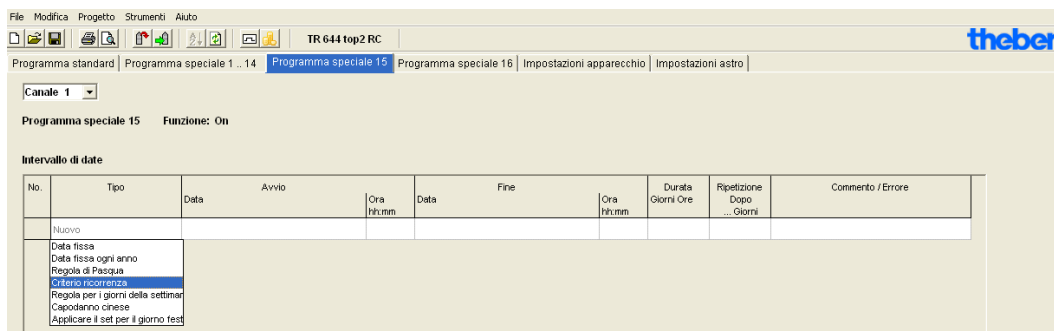 File Modifica Progetto Strumenti Aiuto
TR 644 top2 RC
theben
Programma standard Programma speciale 1 .. 14 Programma speciale 15 Programma speciale 16 Impostazioni apparecchio Impostazioni astro
Canale 1
Programma speciale 15 Funzione: On
Intervallo di date
No. Tipo Avvio Fine Durata Ripetizione Commento / Errore
Data Ora Data Ora Giorni Ore Dopo
hh:mm hh:mm ... Giorni
Nuovo
Data fissa
Data fissa ogni anno
Regola di Pasqua
Criterio ricorrenza
Regola per i giorni della settimar
Capodanno cinese
Applicare il set per il giorno fest